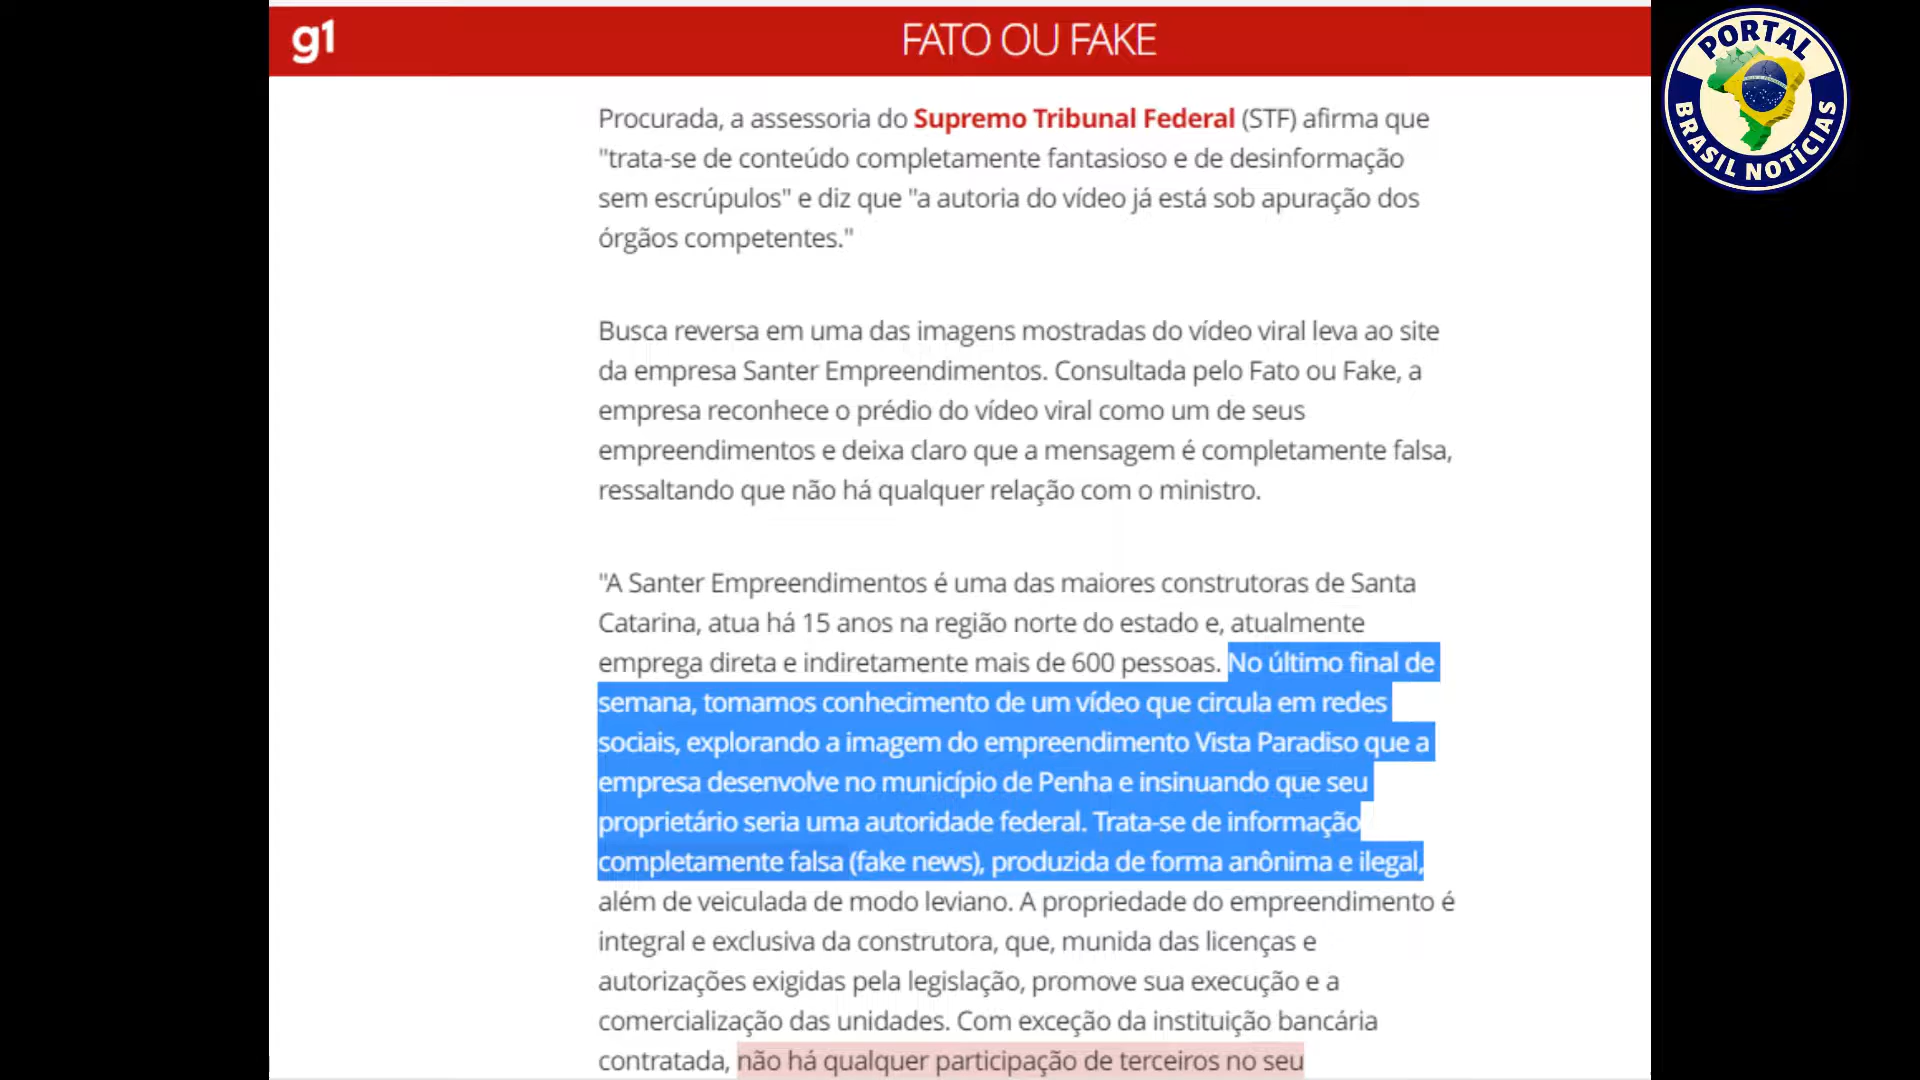 g1
FATO OU FAKE
PORTAL
BRASIL NOTÍCIAS
Procurada, a assessoria do Supremo Tribunal Federal (STF) afirma que
"trata-se de conteúdo completamente fantasioso e de desinformação
sem escrúpulos" e diz que "a autoria do vídeo já está sob apuração dos
órgãos competentes."
Busca reversa em uma das imagens mostradas do vídeo viral leva ao site
da empresa Santer Empreendimentos. Consultada pelo Fato ou Fake, a
empresa reconhece o prédio do vídeo viral como um de seus
empreendimentos e deixa claro que a mensagem é completamente falsa,
ressaltando que não há qualquer relação com o ministro.
"A Santer Empreendimentos é uma das maiores construtoras de Santa
Catarina, atua há 15 anos na região norte do estado e, atualmente
emprega direta e indiretamente mais de 600 pessoas. No último final de
semana, tomamos conhecimento de um vídeo que circula em redes
sociais, explorando a imagem do empreendimento Vista Paradiso que a
empresa desenvolve no município de Penha e insinuando que seu
proprietário seria uma autoridade federal. Trata-se de informação
completamente falsa (fake news), produzida de forma anônima e ilegal,
além de veiculada de modo leviano. A propriedade do empreendimento é
integral e exclusiva da construtora, que, munida das licenças e
autorizações exigidas pela legislação, promove sua execução e a
comercialização das unidades. Com exceção da instituição bancária
contratada, não há qualquer participação de terceiros no seu